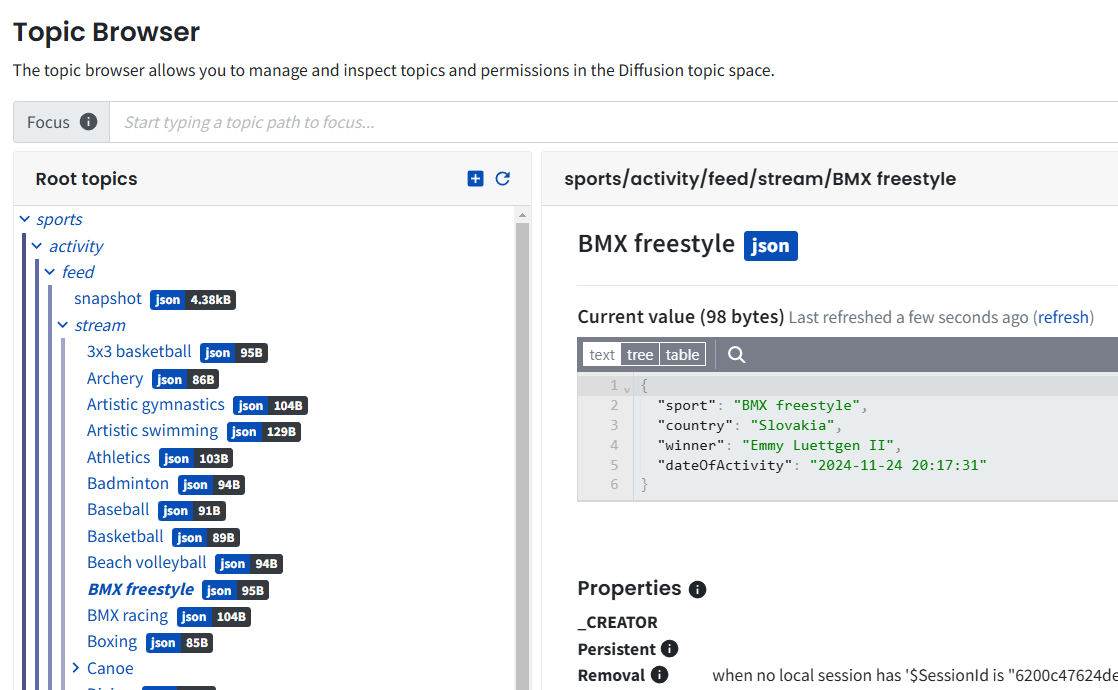 Topic Browser
The topic browser allows you to manage and inspect topics and permissions in the Diffusion topic space.
Focus
Start typing a topic path to focus...
Root topics
sports
activity
feed
snapshot json 4.38kB
stream
3x3 basketball json 95B
Archery json 86B
Artistic gymnastics json 104B
Artistic swimming json 129B
Athletics json 103B
Badminton json 94B
Baseball json 91B
Basketball json 89B
Beach volleyball json 94B
BMX freestyle json 95B
BMX racing json 104B
Boxing json 85B
Canoe
sports/activity/feed/stream/BMX freestyle
BMX freestyle json
Current value (98 bytes) Last refreshed a few seconds ago (refresh)
text tree table
1 {
2 "sport": "BMX freestyle",
3 "country": "Slovakia",
4 "winner": "Emmy Luettgen II",
5 "dateOfActivity": "2024-11-24 20:17:31"
6 }
Properties
_CREATOR
Persistent
Removal when no local session has '$SessionId is "6200c47624de